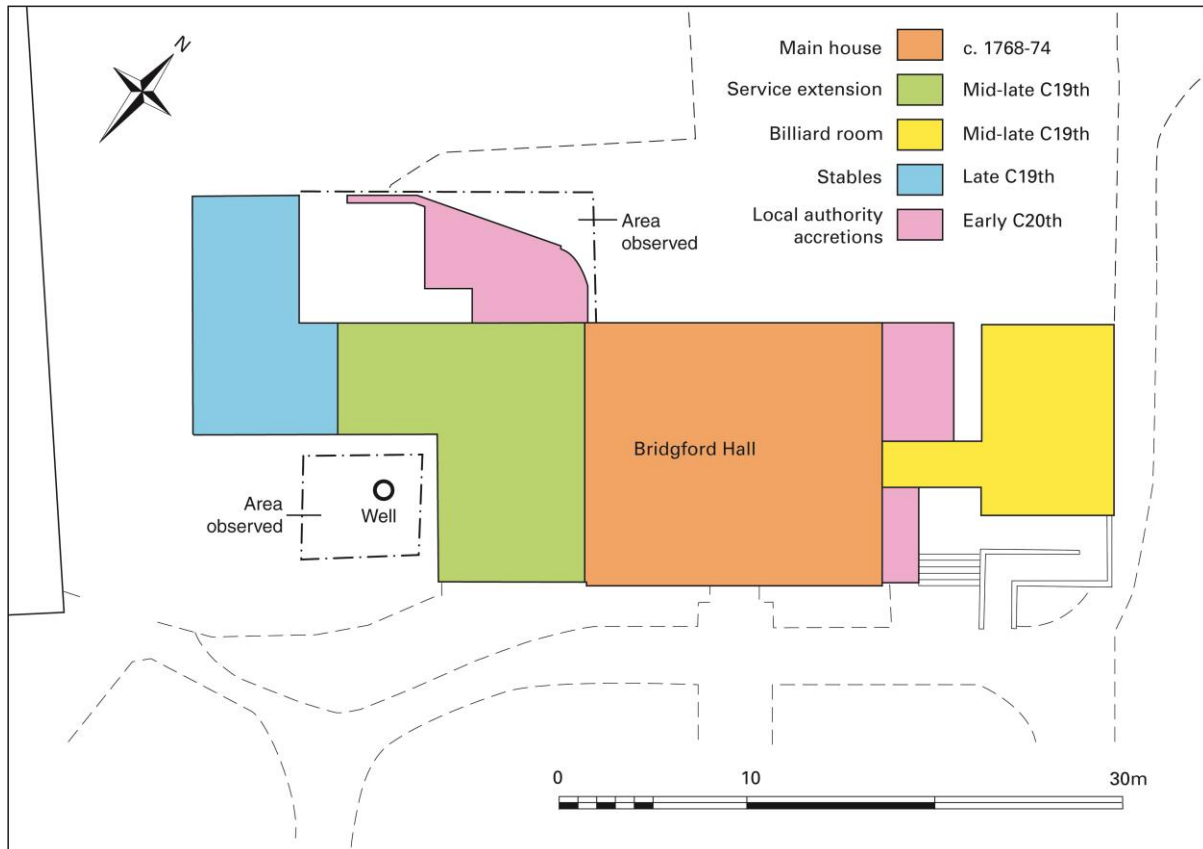 N
Main house c. 1768-74
Service extension Mid-late C19th
Billiard room Mid-late C19th
Stables Late C19th
Local authority
accretions Early C20th
Area
observed
Bridgford Hall
Area
observed
Well
0 10 30m